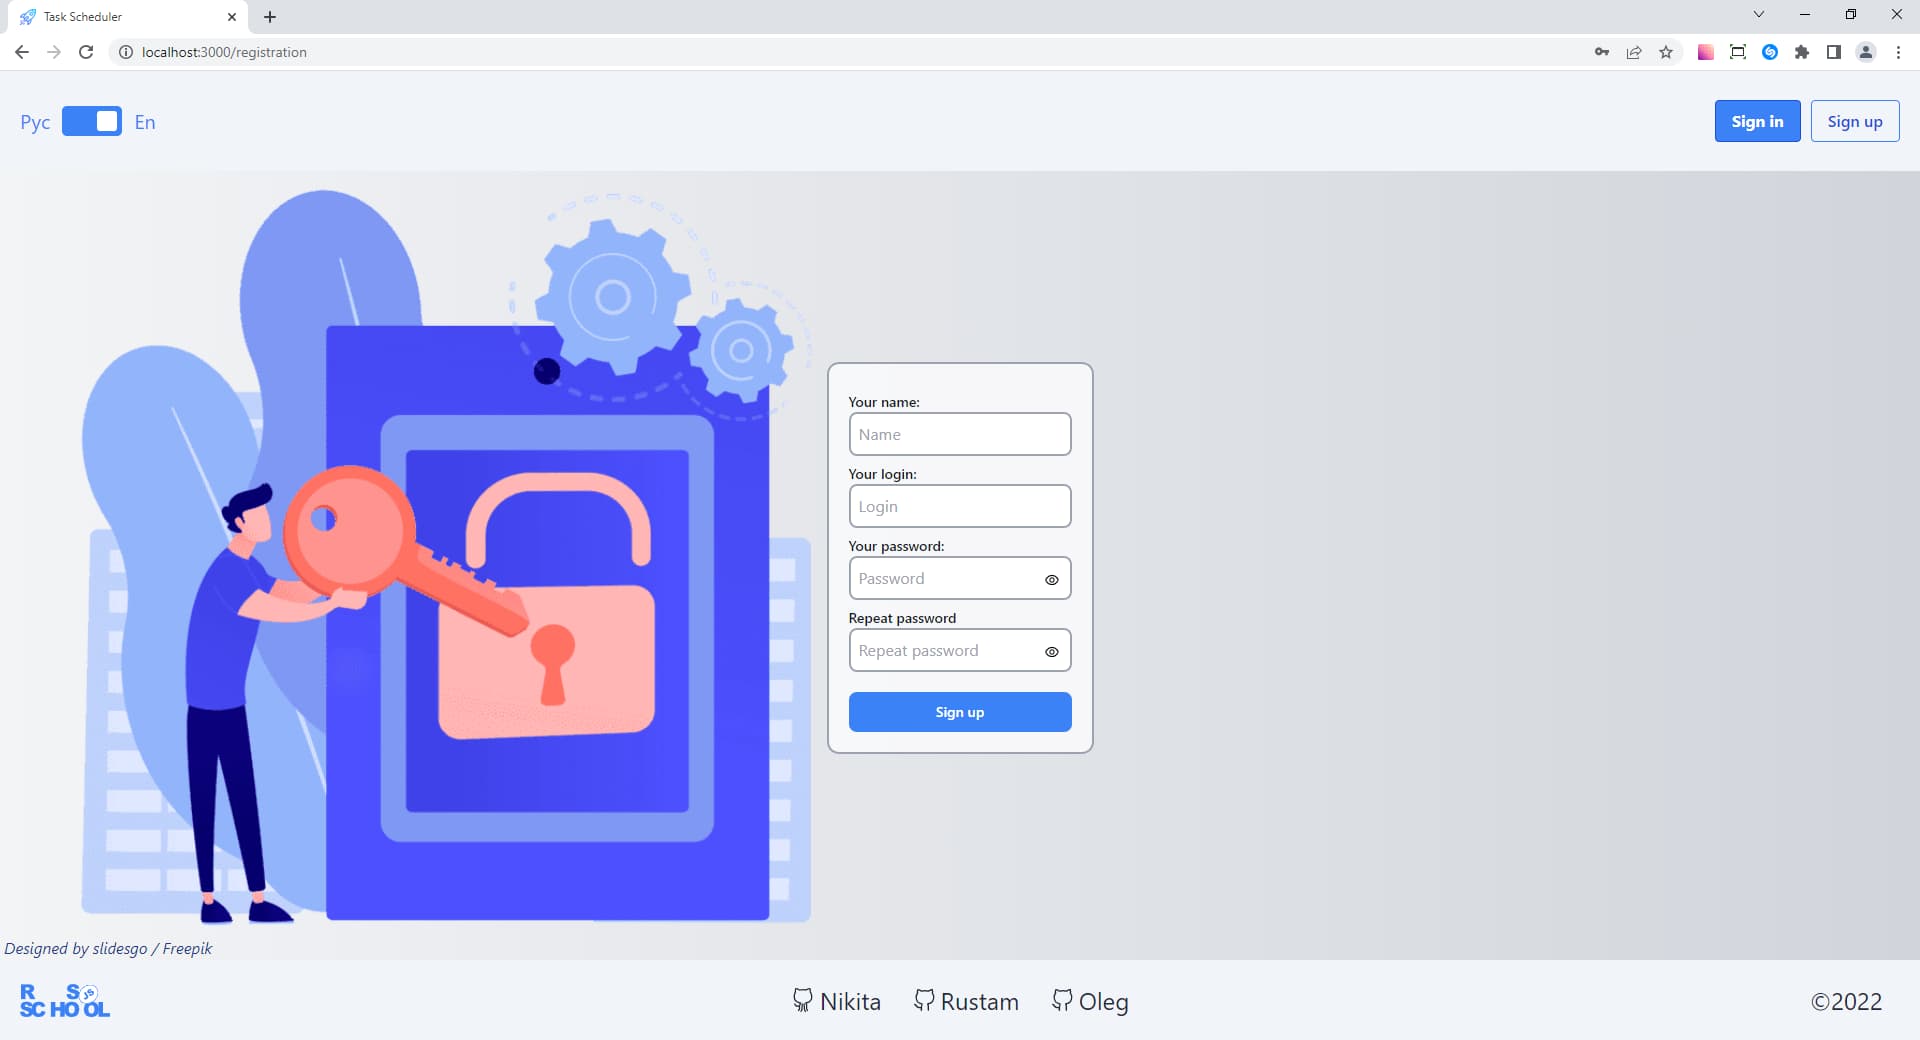 Task Scheduler
localhost:3000/registration
Рус En
Sign in Sign up
Your name:
Name
Your login:
Login
Your password:
Password
Repeat password
Repeat password
Sign up
Designed by slidesgo / Freepik
R S JS
SCHOOL
Nikita Rustam Oleg
©2022